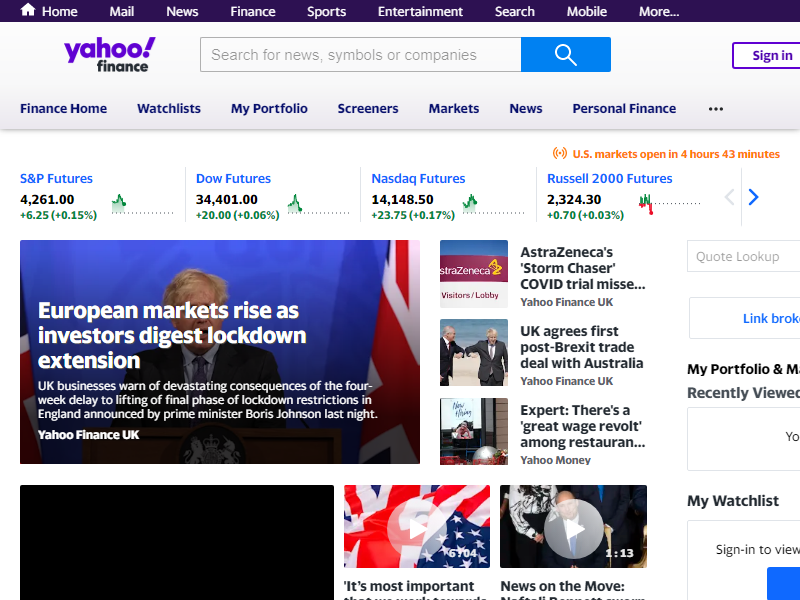 Home Mail News Finance Sports Entertainment Search Mobile More...
yahoo!
finance
Search for news, symbols or companies
Sign in
Finance Home Watchlists My Portfolio Screeners Markets News Personal Finance
U.S. markets open in 4 hours 43 minutes
S&P Futures
4,261.00
+6.25 (+0.15%)
Dow Futures
34,401.00
+20.00 (+0.06%)
Nasdaq Futures
14,148.50
+23.75 (+0.17%)
Russell 2000 Futures
2,324.30
+0.70 (+0.03%)
European markets rise as
investors digest lockdown
extension
UK businesses warn of devastating consequences of the four-
week delay to lifting of final phase of lockdown restrictions in
England announced by prime minister Boris Johnson last night.
Yahoo Finance UK
straZeneca
Visitors / Lobby
AstraZeneca's
'Storm Chaser'
COVID trial misse...
Yahoo Finance UK
UK agrees first
post-Brexit trade
deal with Australia
Yahoo Finance UK
Now
Hiring
Expert: There's a
'great wage revolt'
among restauran...
Yahoo Money
Quote Lookup
Link brok
My Portfolio & M
Recently Viewed
Yo
My Watchlist
Sign-in to view
6:04
'It's most important
1:13
News on the Move: